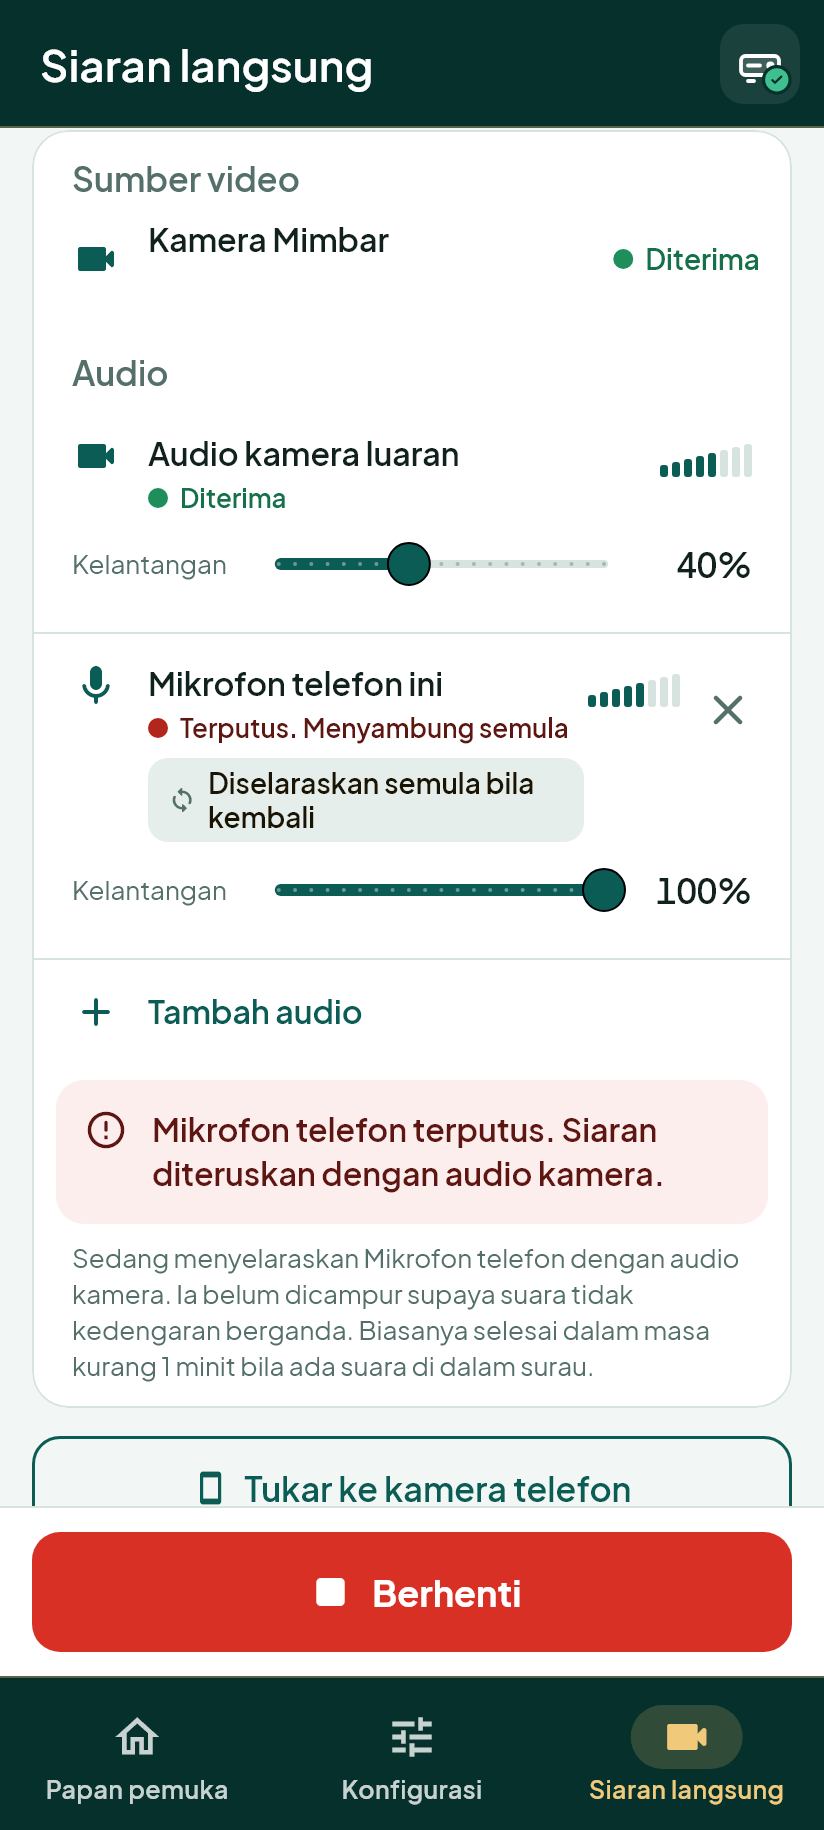 Siaran langsung
Sumber video
Kamera Mimbar
Diterima
Audio
Audio kamera luaran
Diterima
Kelantangan
40%
Mikrofon telefon ini
Terputus. Menyambung semula
Diselaraskan semula bila
kembali
Kelantangan
100%
Tambah audio
Mikrofon telefon terputus. Siaran
diteruskan dengan audio kamera.
Sedang menyelaraskan Mikrofon telefon dengan audio
kamera. Ia belum dicampur supaya suara tidak
kedengaran berganda. Biasanya selesai dalam masa
kurang 1 minit bila ada suara di dalam surau.
Tukar ke kamera telefon
Berhenti
Papan pemuka
Konfigurasi
Siaran langsung